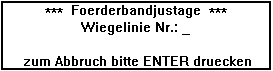 *** Foerderbandjustage ***
Wiegelinie Nr.: _
zum Abbruch bitte ENTER druecken